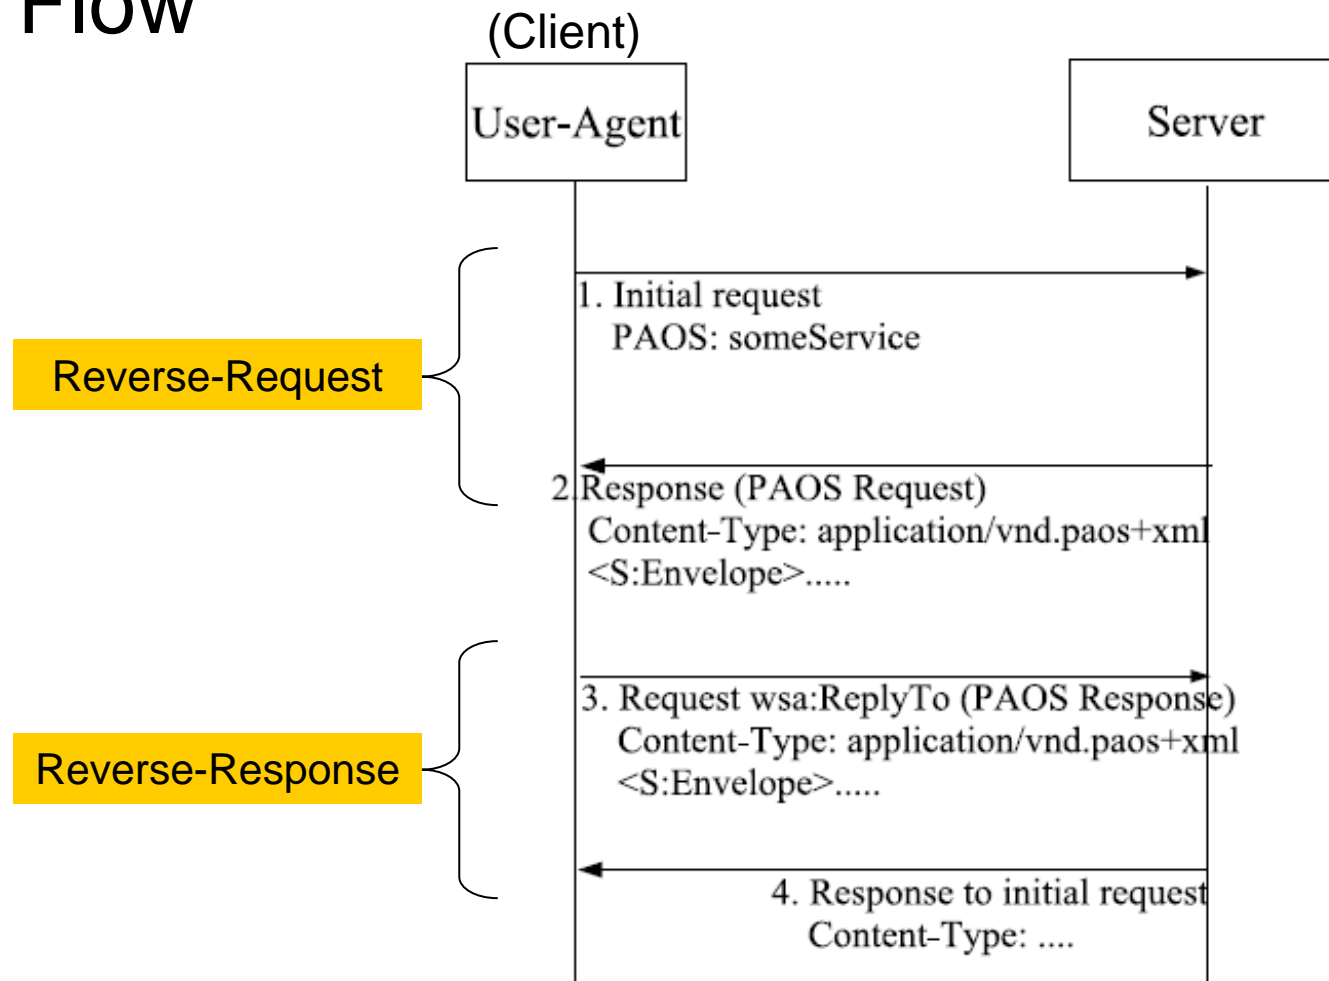 Flow
(Client)
User-Agent
Server
1. Initial request
PAOS: someService
Reverse-Request
2.Response (PAOS Request)
Content-Type: application/vnd.paos+xml
<S:Envelope>.....
3. Request wsa:ReplyTo (PAOS Response)
Content-Type: application/vnd.paos+xml
<S:Envelope>.....
Reverse-Response
4. Response to initial request
Content-Type: ....